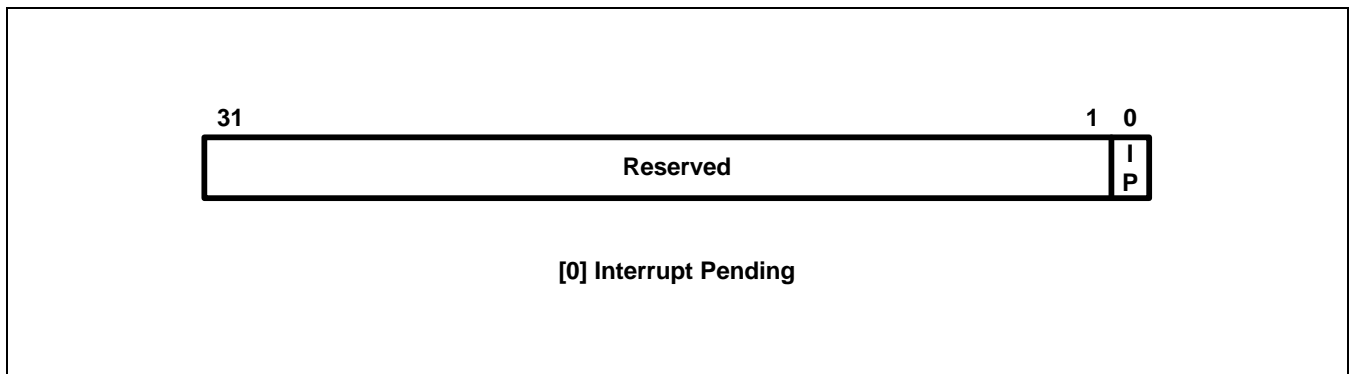 31 1 0
Reserved
I
P
[0] Interrupt Pending